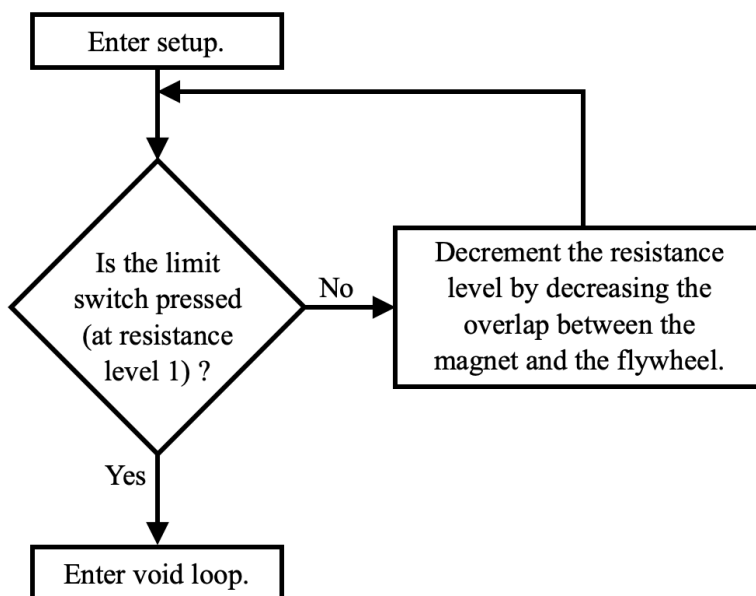 Enter setup.
Is the limit
switch pressed
(at resistance
level 1) ?
No
Decrement the resistance
level by decreasing the
overlap between the
magnet and the flywheel.
Yes
Enter void loop.